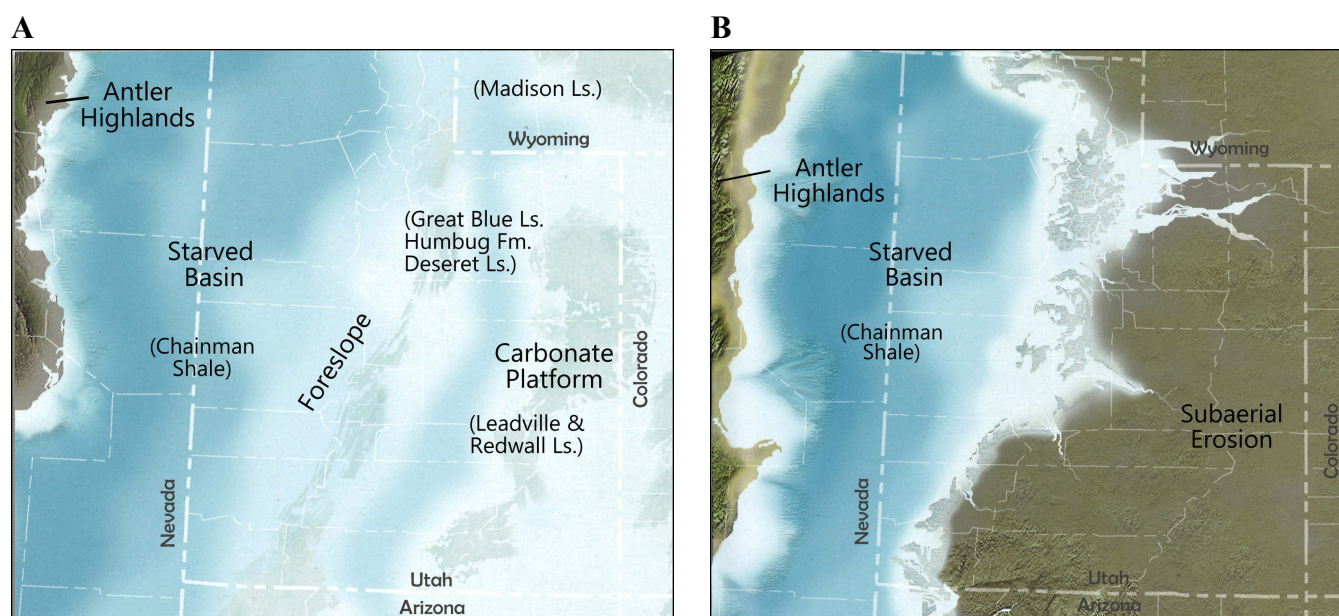 A
Antler
Highlands
(Madison Ls.)
Wyoming
(Great Blue Ls.
Humbug Fm.
Deseret Ls.)
Starved
Basin
(Chainman
Shale)
Foreslope
Carbonate
Platform
Colorado
(Leadville &
Redwall Ls.)
Nevada
Utah
Arizona
B
Wyoming
Antler
Highlands
Starved
Basin
(Chainman
Shale)
Subaerial
Erosion
Colorado
Nevada
Utah
Arizona